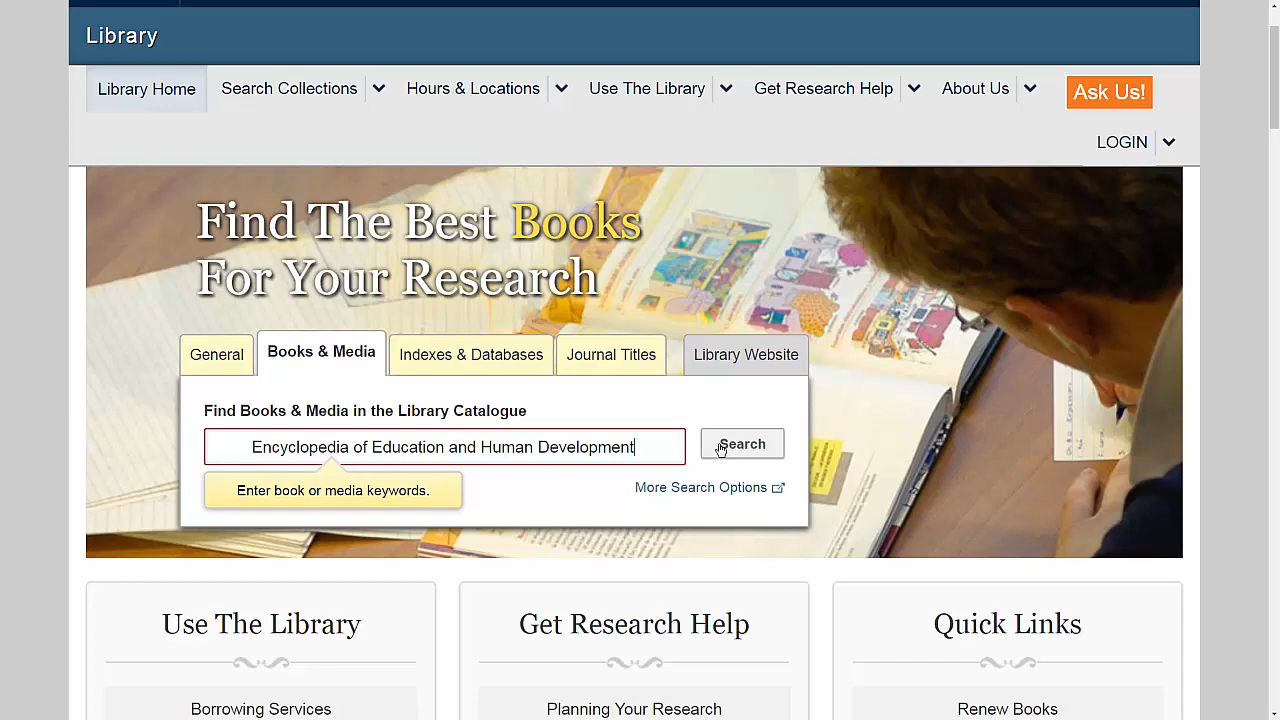 Library
Library Home Search Collections Hours & Locations Use The Library Get Research Help About Us Ask Us!
LOGIN
Find The Best Books
For Your Research
General Books & Media Indexes & Databases Journal Titles Library Website
Find Books & Media in the Library Catalogue
Encyclopedia of Education and Human Development Search
Enter book or media keywords. More Search Options
Use The Library Get Research Help Quick Links
Borrowing Services Planning Your Research Renew Books